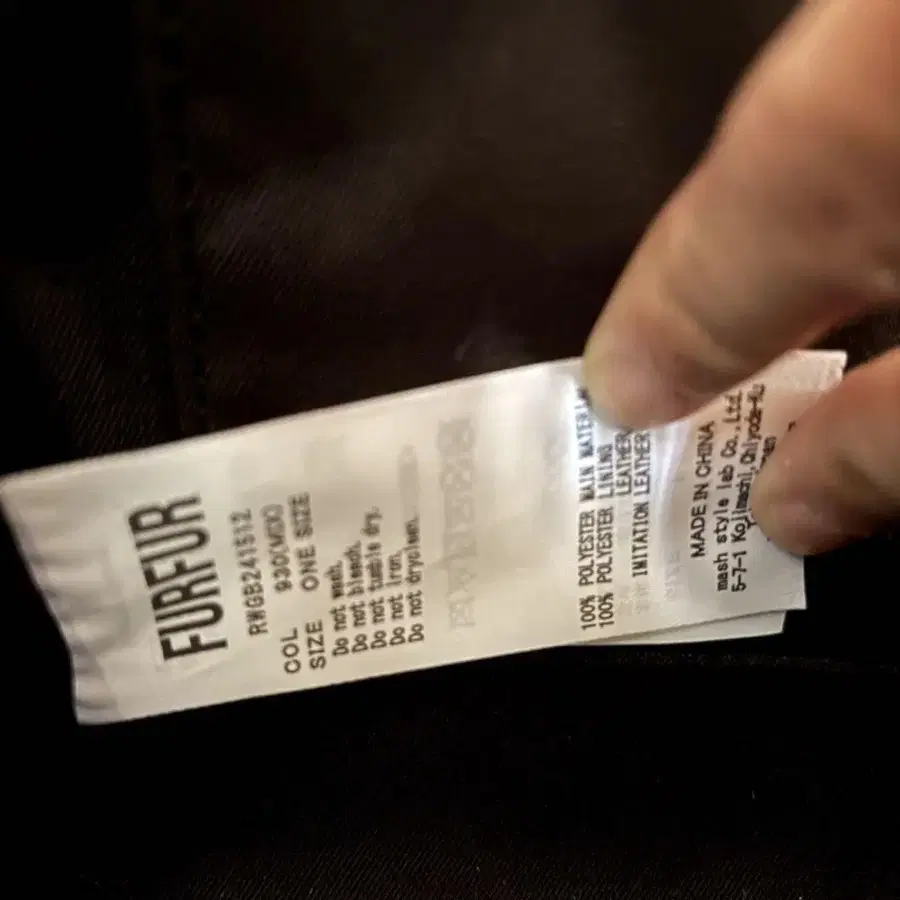 FURFUR
RWGB241512
COL 930(MIX)
SIZE ONE SIZE
Do not wash.
Do not bleach.
Do not tumble dry.
Do not iron.
Do not dryclean.
100% POLYESTER MAIN MATERIAL
100% POLYESTER LINING
LEATHER
IMITATION LEATHER
MADE IN CHINA
mash style lab Co.,Ltd.
5-7-1 Kojimachi, Chiyoda-Ku